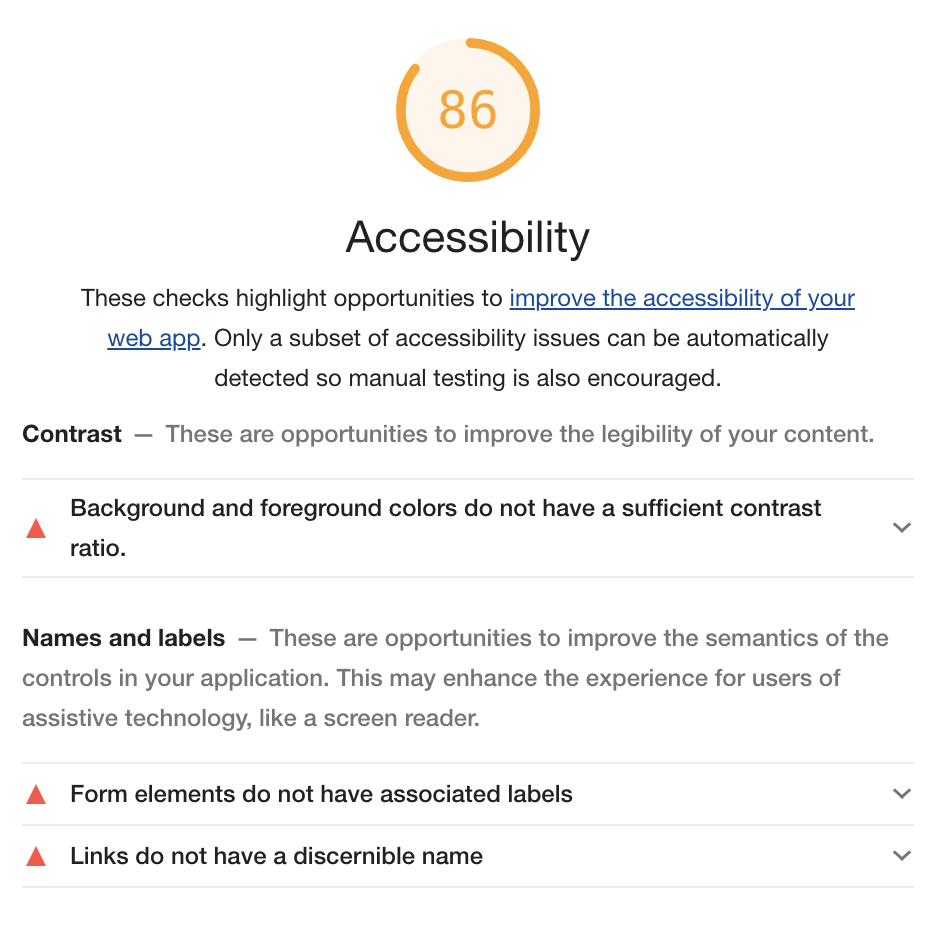 86
Accessibility
These checks highlight opportunities to improve the accessibility of your
web app. Only a subset of accessibility issues can be automatically
detected so manual testing is also encouraged.
Contrast — These are opportunities to improve the legibility of your content.
Background and foreground colors do not have a sufficient contrast
ratio.
Names and labels — These are opportunities to improve the semantics of the
controls in your application. This may enhance the experience for users of
assistive technology, like a screen reader.
Form elements do not have associated labels
Links do not have a discernible name